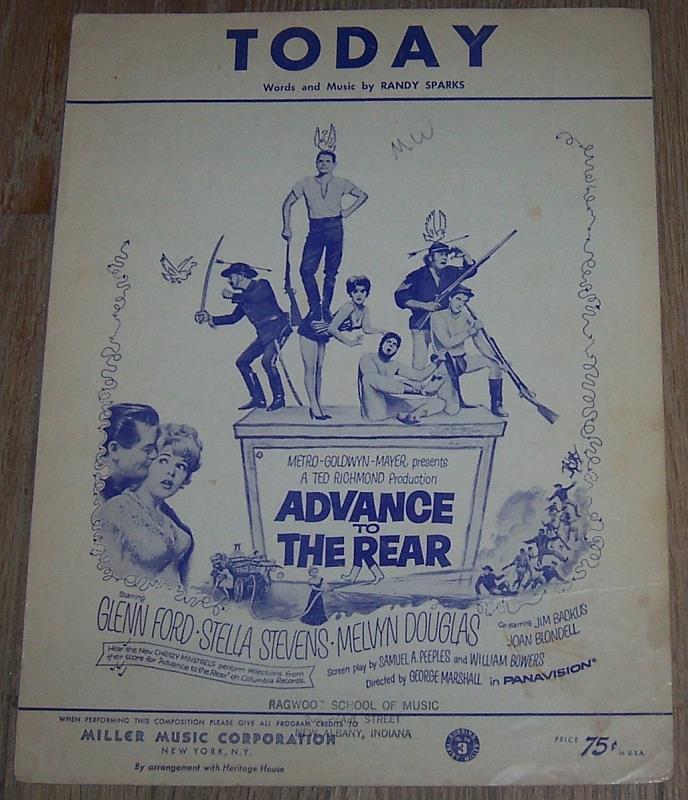 TODAY
Words and Music by RANDY SPARKS
MW
METRO-GOLDWYN-MAYER presents
A TED RICHMOND Production
ADVANCE
TO
THE REAR
Starring
GLENN FORD · STELLA STEVENS · MELVYN DOUGLAS
Co-starring JIM BACKUS
JOAN BLONDELL
Hear the NEW CHRISTY MINSTRELS perform selections from
their score for "Advance to the Rear" on Columbia Records.
Screen play by SAMUEL A. PEEPLES and WILLIAM BOWERS
Directed by GEORGE MARSHALL in PANAVISION®
RAGWOOD SCHOOL OF MUSIC
STREET
NEW ALBANY, INDIANA
WHEN PERFORMING THIS COMPOSITION PLEASE GIVE ALL PROGRAM CREDITS TO
MILLER MUSIC CORPORATION
NEW YORK, N.Y.
By arrangement with Heritage House
3
PRICE 75¢ in U.S.A.